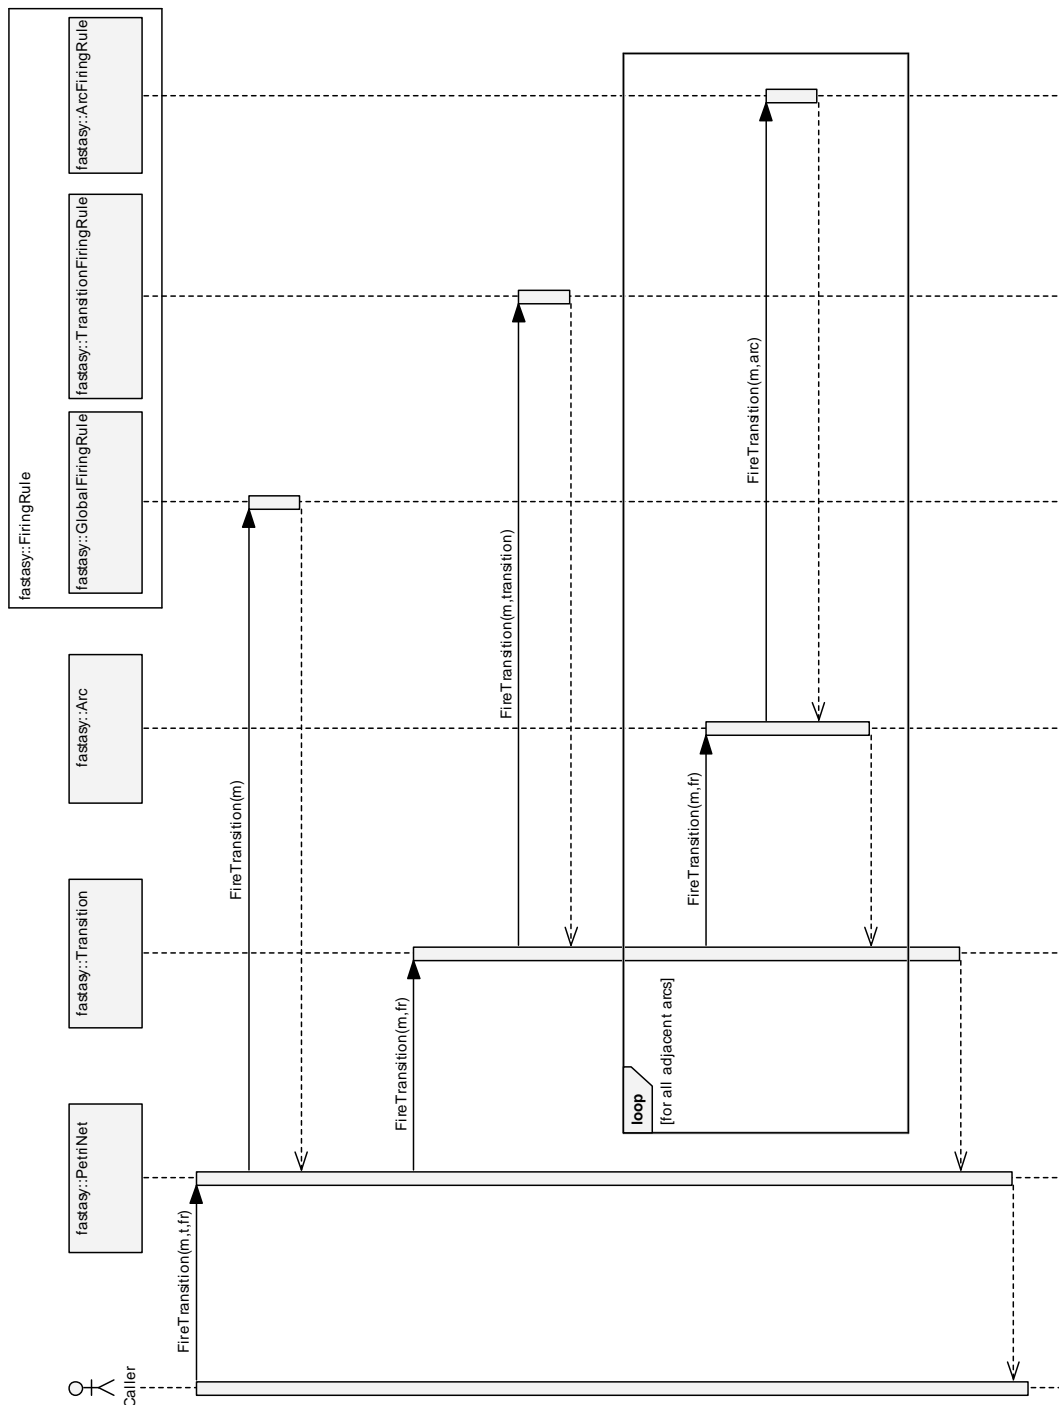 fastasy::FiringRule
Caller
fastasy::PetriNet
fastasy::Transition
fastasy::Arc
fastasy::GlobalFiringRule
fastasy::TransitionFiringRule
fastasy::ArcFiringRule
FireTransition(m,t,fr)
FireTransition(m)
FireTransition(m,fr)
FireTransition(m,transition)
loop
[for all adjacent arcs]
FireTransition(m,fr)
FireTransition(m,arc)